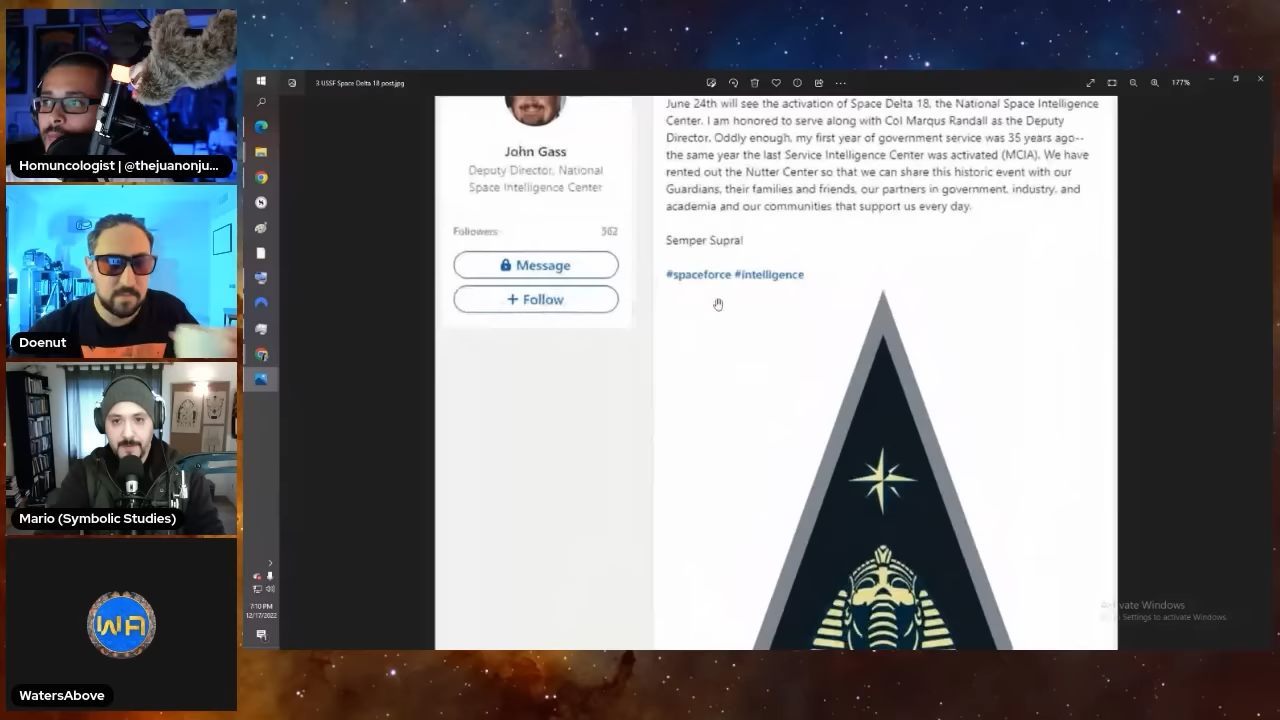 Homuncologist | @thejuanonju...
Doenut
Mario (Symbolic Studies)
WA
WatersAbove
3 USSF Space Delta 18 post.jpg
177%
John Gass
Deputy Director, National
Space Intelligence Center
Followers 362
Message
+ Follow
June 24th will see the activation of Space Delta 18, the National Space Intelligence
Center. I am honored to serve along with Col Marqus Randall as the Deputy
Director. Oddly enough, my first year of government service was 35 years ago--
the same year the last Service Intelligence Center was activated (MCIA). We have
rented out the Nutter Center so that we can share this historic event with our
Guardians, their families and friends, our partners in government, industry, and
academia and our communities that support us every day.
Semper Supra!
#spaceforce #intelligence
Activate Windows
Settings to activate Windows.
7:10 PM
12/17/2022